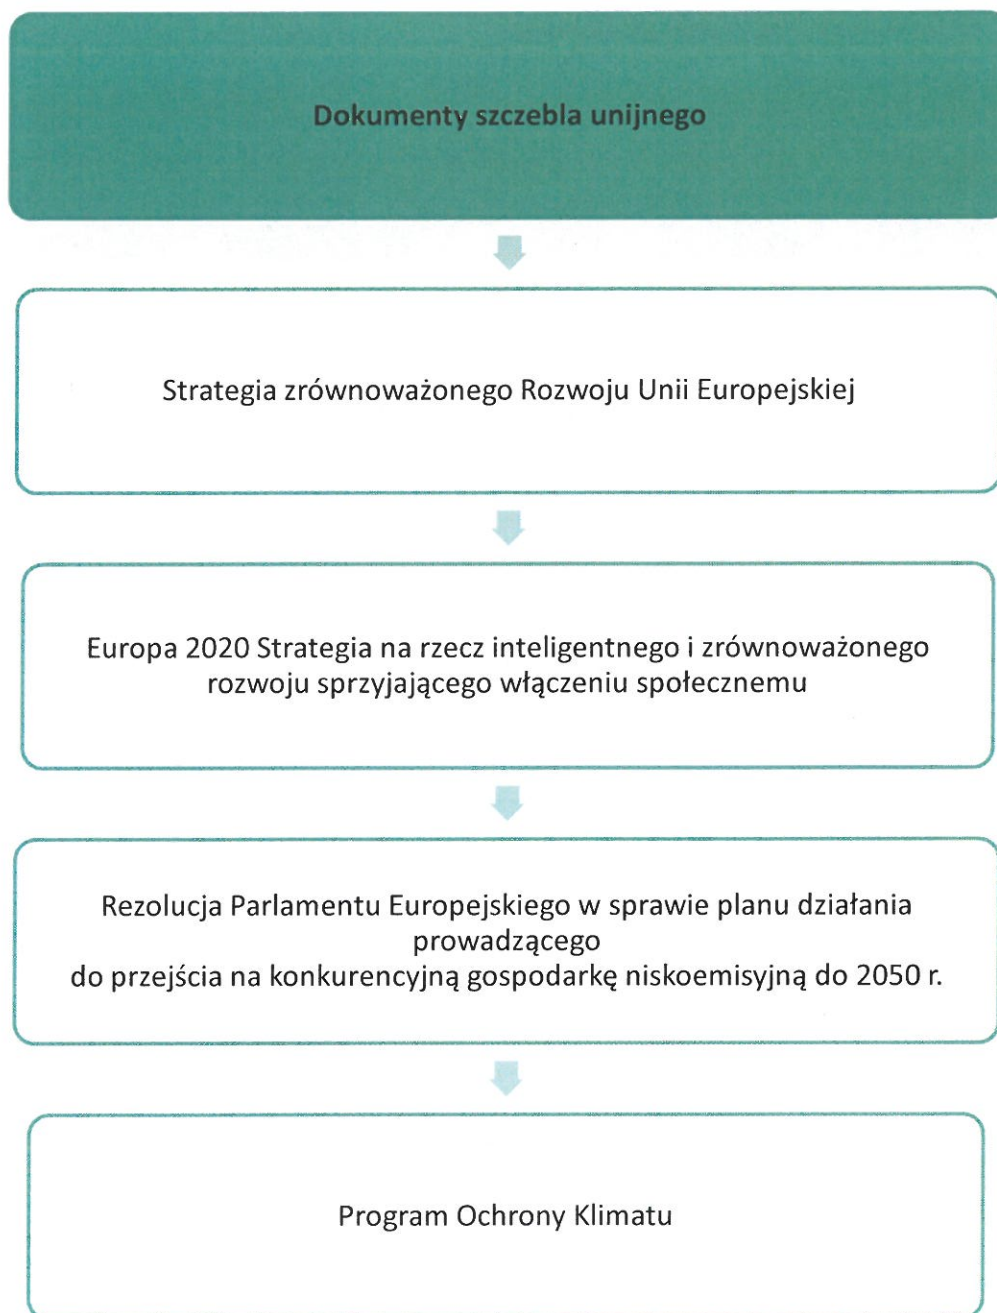 Dokumenty szczebla unijnego
Strategia zrównoważonego Rozwoju Unii Europejskiej
Europa 2020 Strategia na rzecz inteligentnego i zrównoważonego
rozwoju sprzyjającego włączeniu społecznemu
Rezolucja Parlamentu Europejskiego w sprawie planu działania
prowadzącego
do przejścia na konkurencyjną gospodarkę niskoemisyjną do 2050 r.
Program Ochrony Klimatu